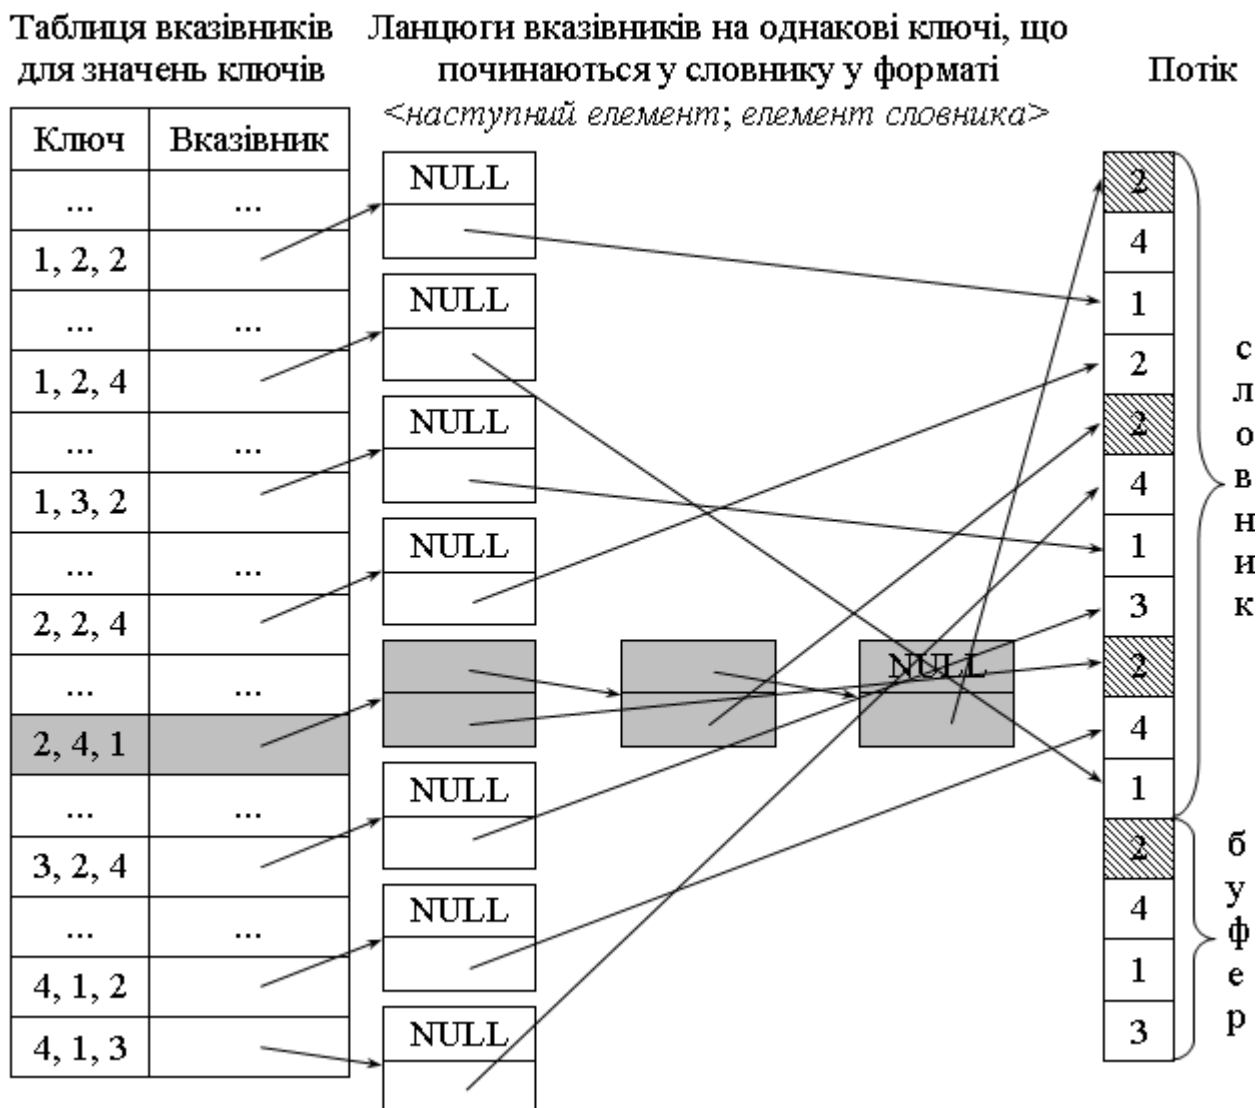 Таблиця вказівників
для значень ключів
Ланцюги вказівників на однакові ключі, що
починаються у словнику у форматі
<наступний елемент; елемент словника>
Потік
Ключ Вказівник
... ...
1, 2, 2
... ...
1, 2, 4
... ...
1, 3, 2
... ...
2, 2, 4
... ...
2, 4, 1
... ...
3, 2, 4
... ...
4, 1, 2
4, 1, 3
NULL
NULL
NULL
NULL
NULL
NULL
NULL
NULL
2
4
1
2
2
4
1
3
2
4
1
2
4
1
3
словник
буфер